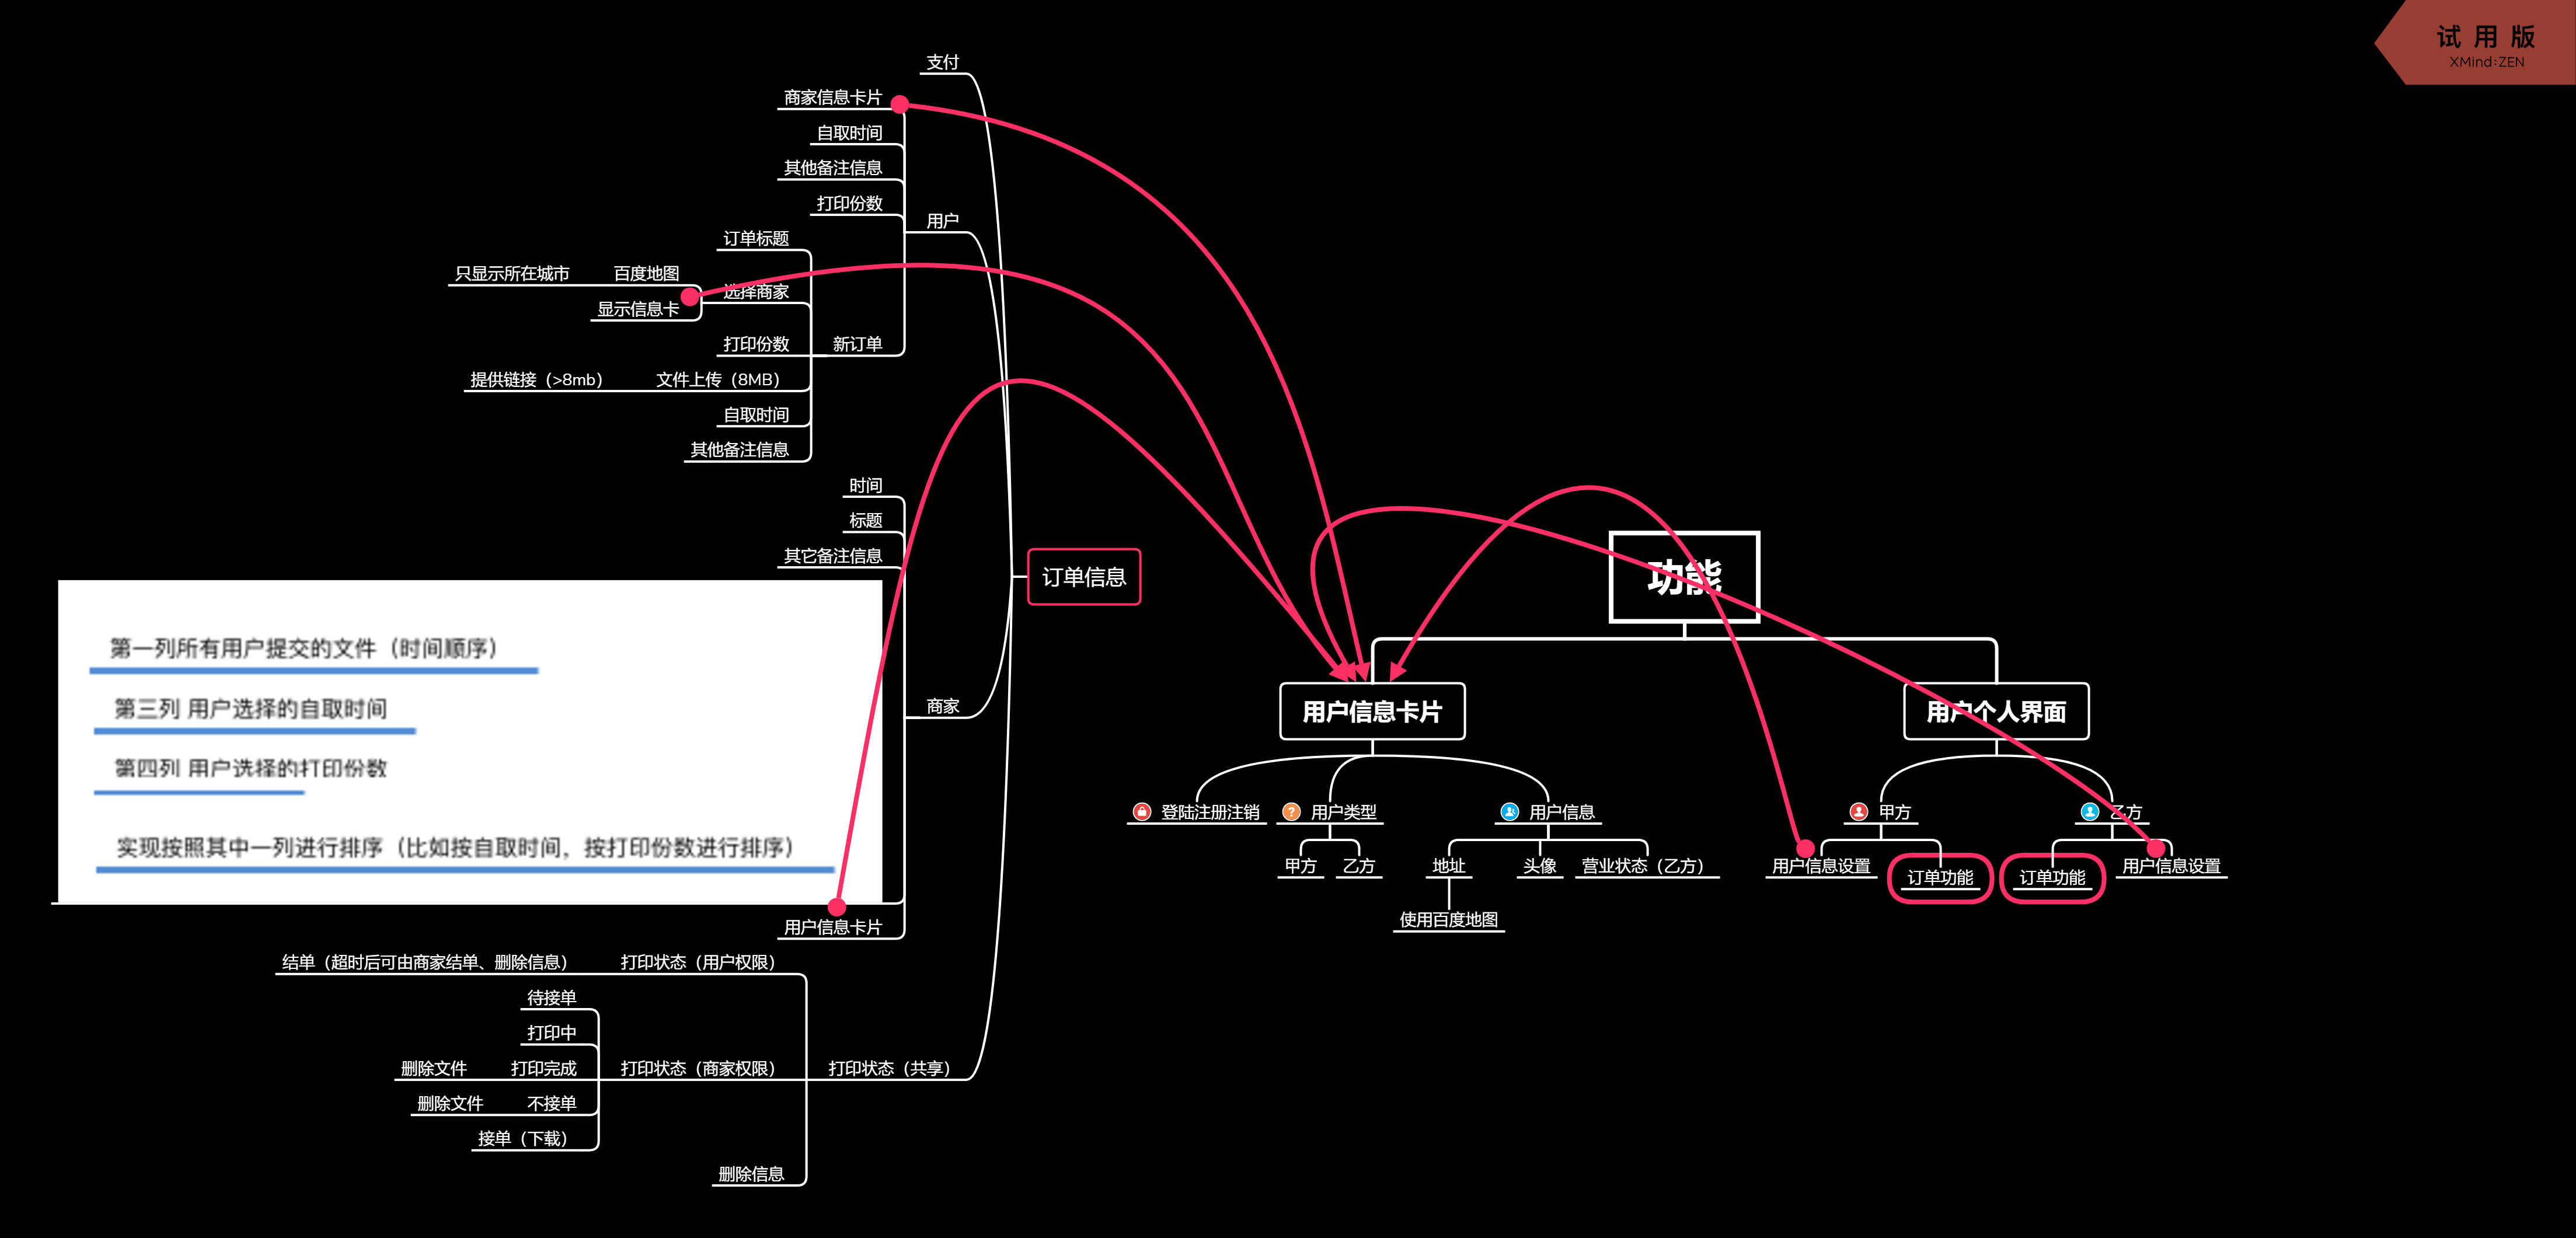 试用版
XMind:ZEN
支付
商家信息卡片
自取时间
其他备注信息
打印份数
用户
订单标题
只显示所在城市
百度地图
选择商家
显示信息卡
打印份数
新订单
提供链接（>8mb）
文件上传（8MB）
自取时间
其他备注信息
时间
标题
其它备注信息
订单信息
第一列所有用户提交的文件（时间顺序）
第三列 用户选择的自取时间
第四列 用户选择的打印份数
实现按照其中一列进行排序（比如按自取时间，按打印份数进行排序）
商家
用户信息卡片
结单（超时后可由商家结单、删除信息）
打印状态（用户权限）
待接单
打印中
删除文件
打印完成
打印状态（商家权限）
打印状态（共享）
删除文件
不接单
接单（下载）
删除信息
功能
用户信息卡片
用户个人界面
登陆注册注销
用户类型
用户信息
甲方
乙方
甲方
乙方
地址
头像
营业状态（乙方）
用户信息设置
订单功能
订单功能
用户信息设置
使用百度地图